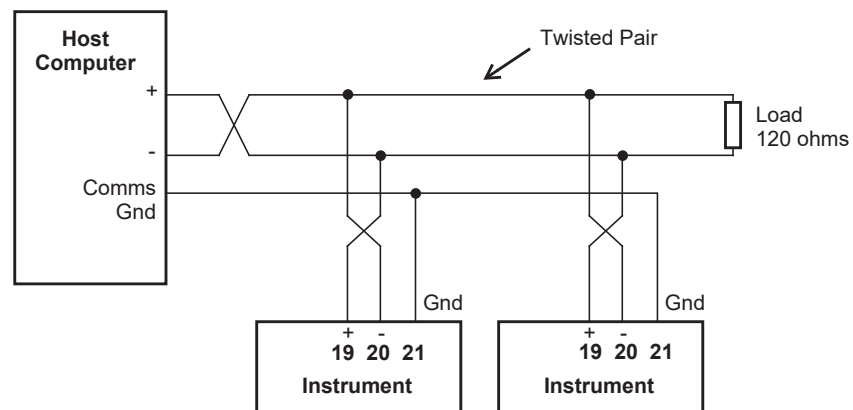 Host
Computer
Twisted Pair
+
Load
120 ohms
-
Comms
Gnd
Gnd
Gnd
+ -
+ -
19 20 21
19 20 21
Instrument
Instrument